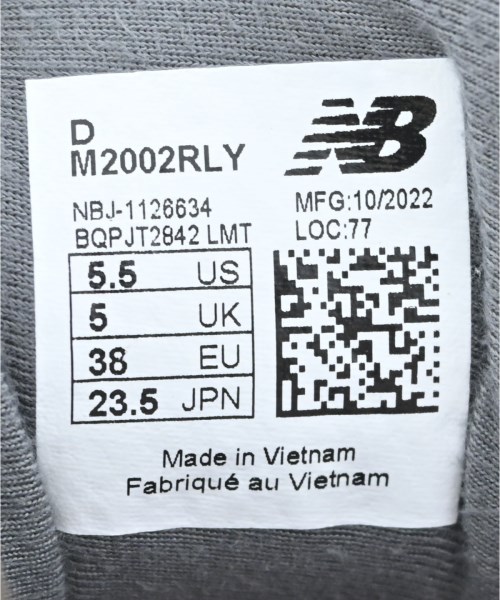 D
M2002RLY
NB
NBJ-1126634
BQPJT2842 LMT
MFG:10/2022
LOC:77
5.5 US
5 UK
38 EU
23.5 JPN
Made in Vietnam
Fabriqué au Vietnam